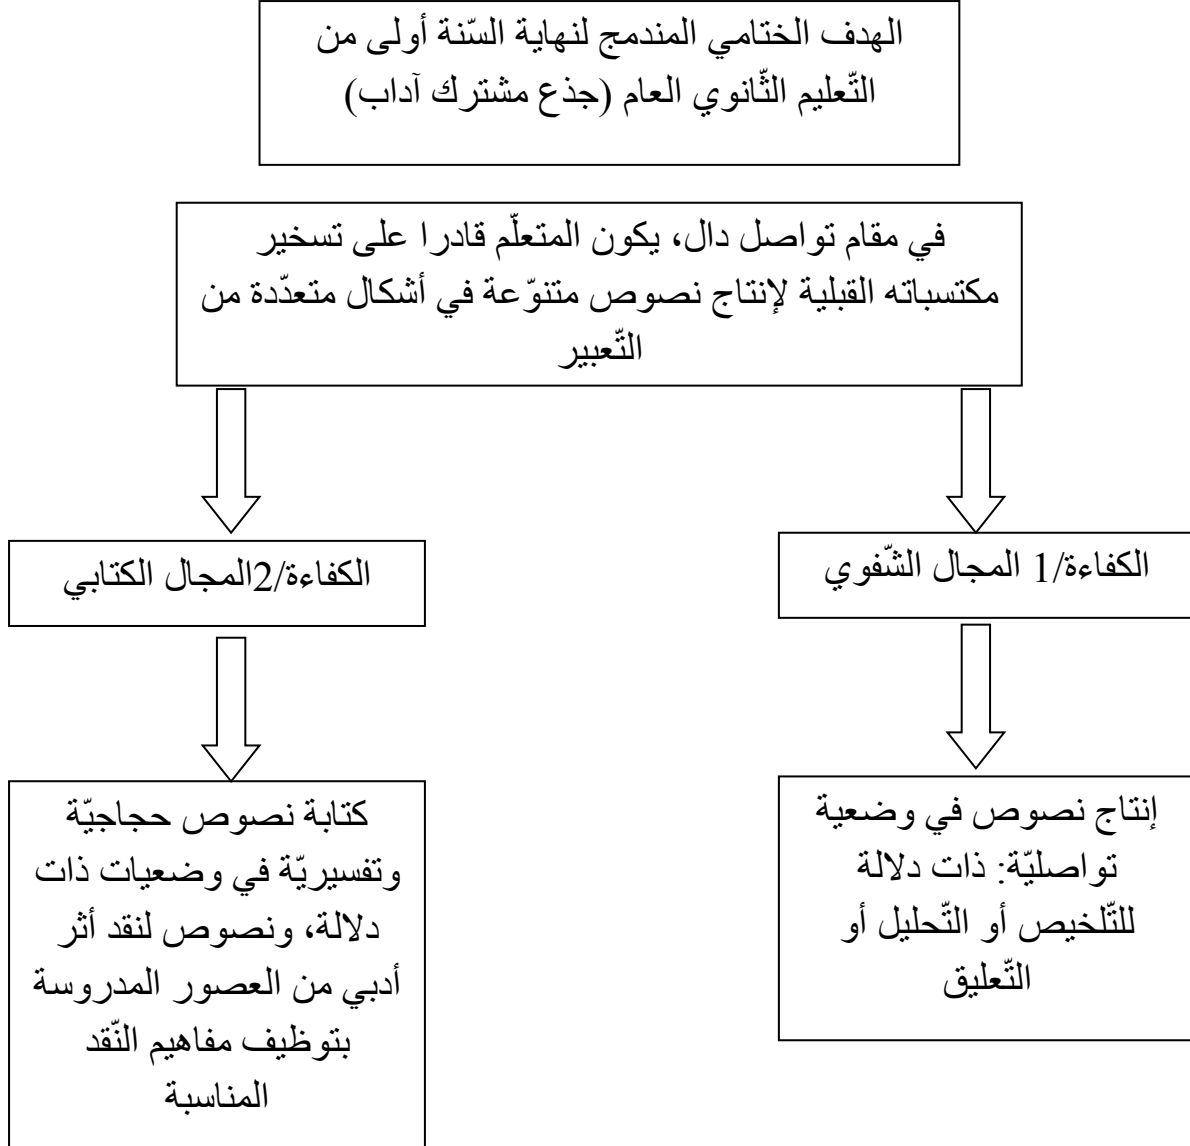 الهدف الختامي المندمج لنهاية السّنة أولى من
التّعليم الثّانوي العام (جذع مشترك آداب)
في مقام تواصل دال، يكون المتعلّم قادرا على تسخير
مكتسباته القبلية لإنتاج نصوص متنوّعة في أشكال متعدّدة من
التّعبير
الكفاءة/1 المجال الشّفوي
الكفاءة/2المجال الكتابي
إنتاج نصوص في وضعية
تواصليّة: ذات دلالة
للتّلخيص أو التّحليل أو
التّعليق
كتابة نصوص حجاجيّة
وتفسيريّة في وضعيات ذات
دلالة، ونصوص لنقد أثر
أدبي من العصور المدروسة
بتوظيف مفاهيم النّقد
المناسبة